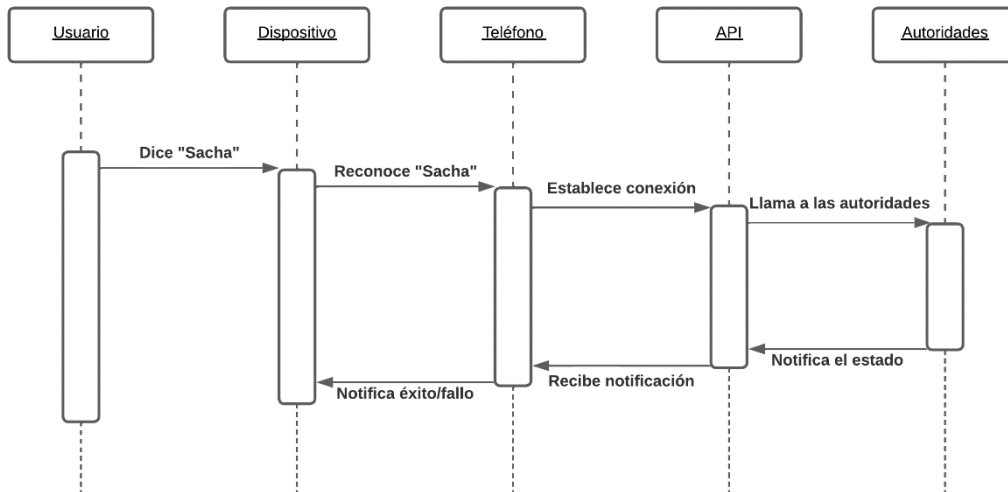 Usuario
Dispositivo
Teléfono
API
Autoridades
Dice "Sacha"
Reconoce "Sacha"
Establece conexión
Llama a las autoridades
Notifica el estado
Recibe notificación
Notifica éxito/fallo